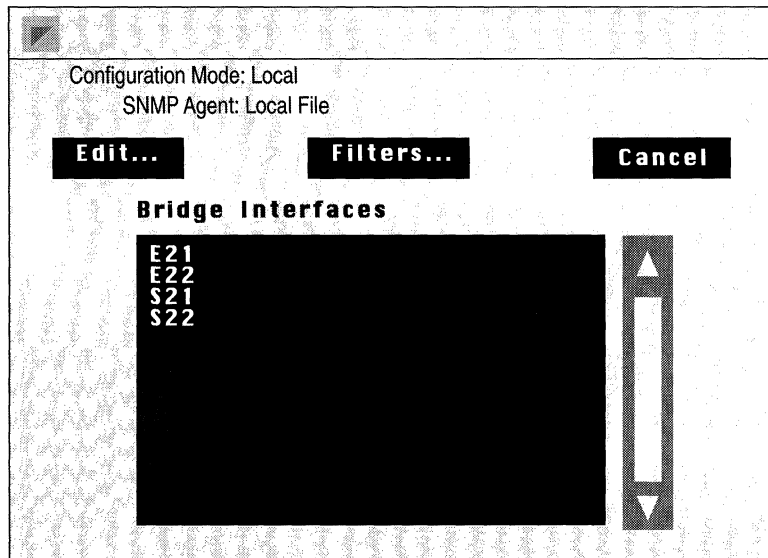 Configuration Mode: Local
SNMP Agent: Local File
Edit... Filters... Cancel
Bridge Interfaces
E21
E22
S21
S22